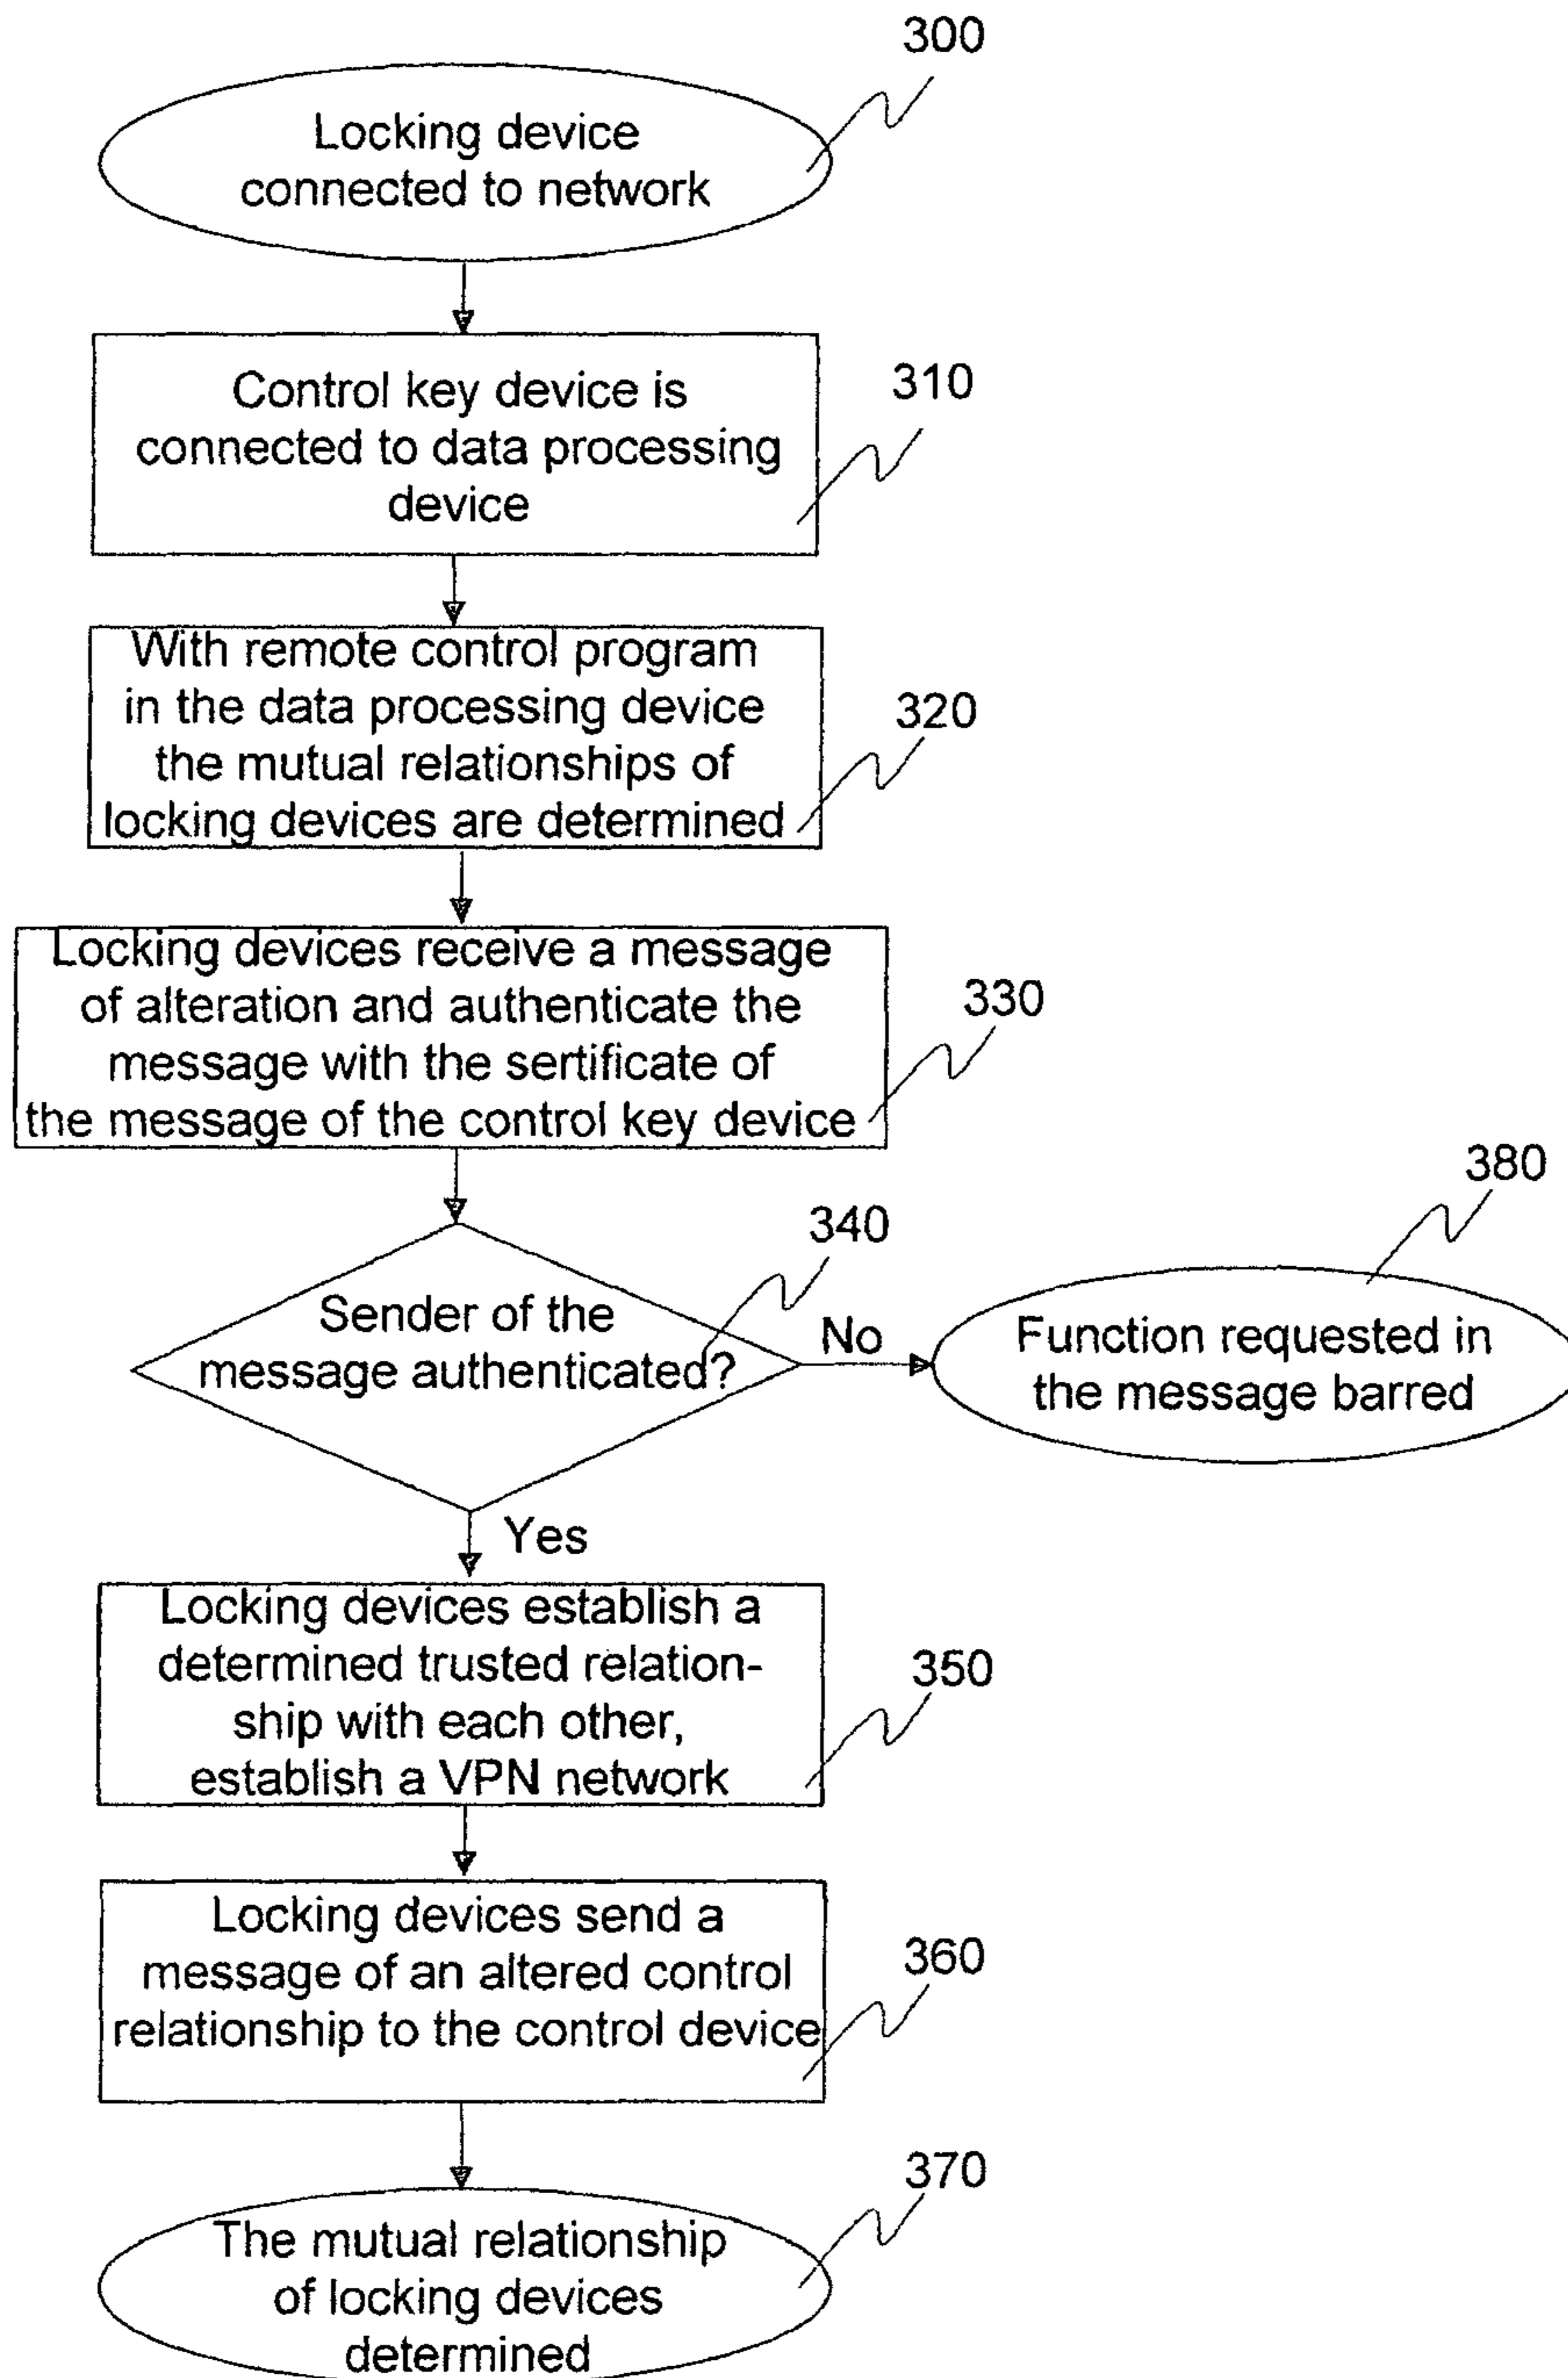 300
Locking device
connected to network
310
Control key device is
connected to data processing
device
320
With remote control program
in the data processing device
the mutual relationships of
locking devices are determined
330
Locking devices receive a message
of alteration and authenticate the
message with the sertificate of
the message of the control key device
340
Sender of the
message authenticated?
No
380
Function requested in
the message barred
Yes
350
Locking devices establish a
determined trusted relation-
ship with each other,
establish a VPN network
360
Locking devices send a
message of an altered control
relationship to the control device
370
The mutual relationship
of locking devices
determined